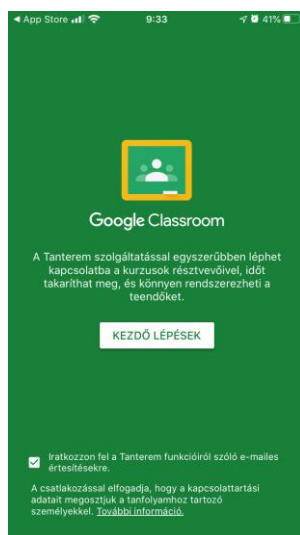 App Store 9:33 41%
Google Classroom
A Tanterem szolgáltatással egyszerűbben léphet
kapcsolatba a kurzusok résztvevőivel, időt
takaríthat meg, és könnyen rendszerezheti a
teendőket.
KEZDŐ LÉPÉSEK
Iratkozzon fel a Tanterem funkcióiról szóló e-mailes
értesítésekre.
A csatlakozással elfogadja, hogy a kapcsolattartási
adatait megosztjuk a tanfolyamhoz tartozó
személyekkel. További információ.